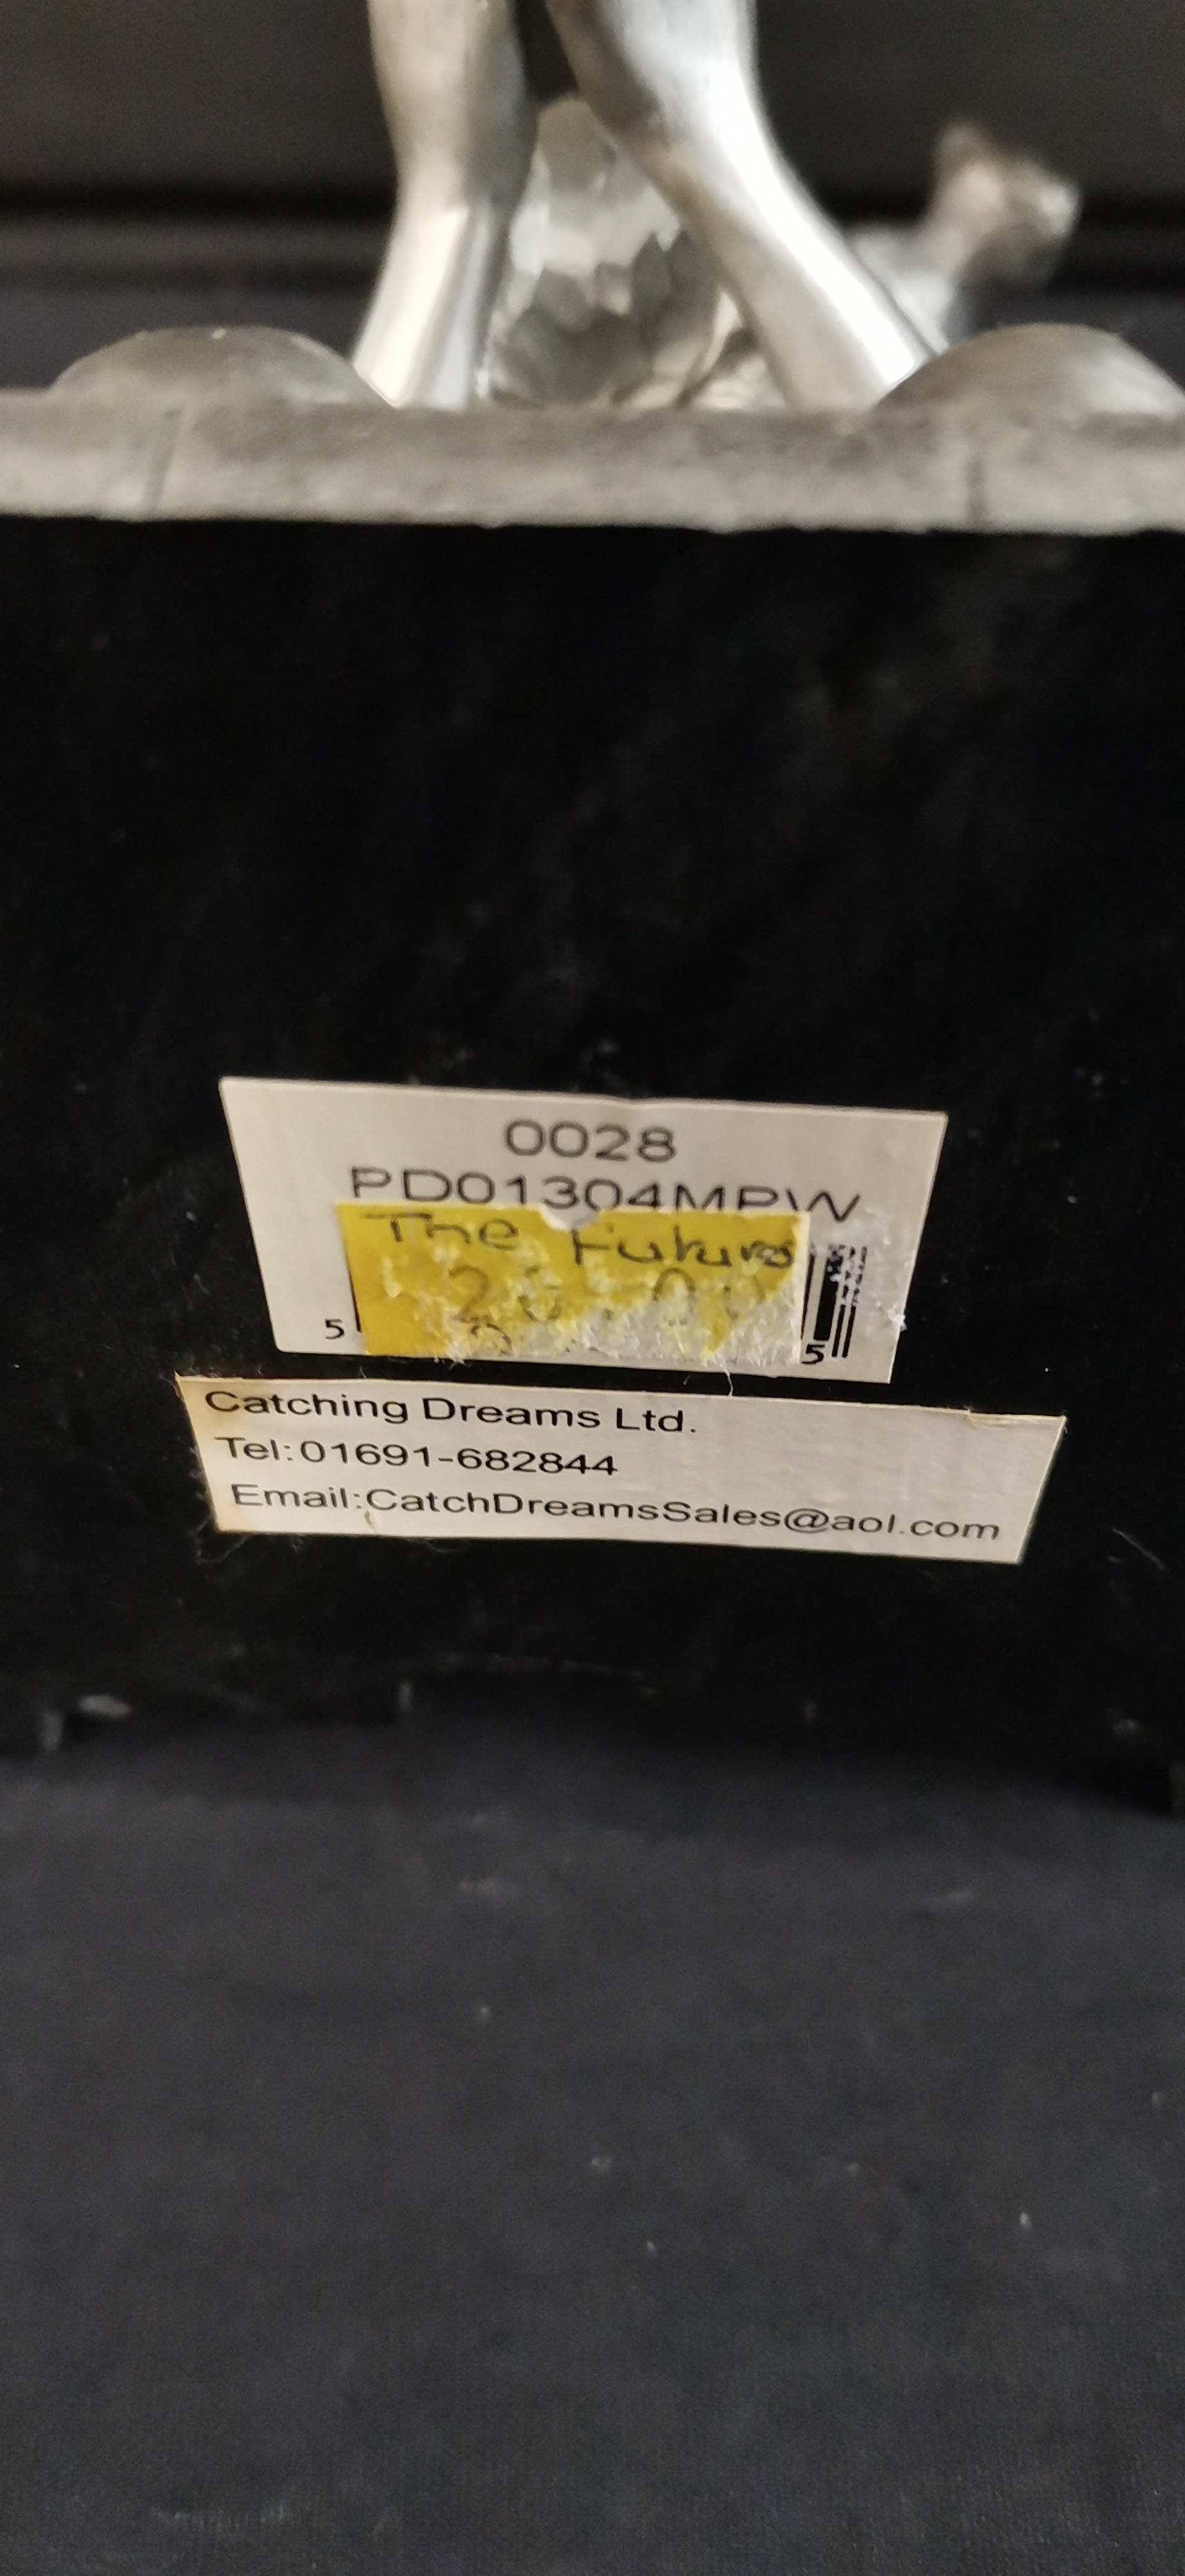 0028
PD01304MPW
The Future
5
5
Catching Dreams Ltd.
Tel:01691-682844
Email:CatchDreamsSales@aol.com